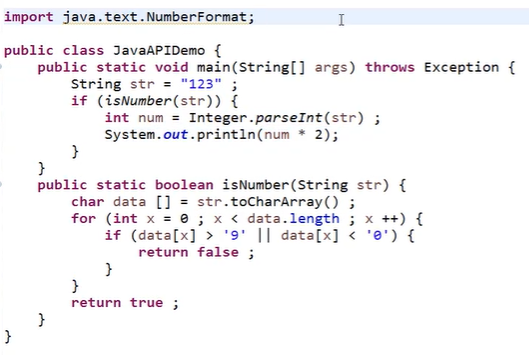 import java.text.NumberFormat;
public class JavaAPIDemo {
public static void main(String[] args) throws Exception {
String str = "123" ;
if (isNumber(str)) {
int num = Integer.parseInt(str) ;
System.out.println(num * 2);
}
}
public static boolean isNumber(String str) {
char data [] = str.toCharArray() ;
for (int x = 0 ; x < data.length ; x ++) {
if (data[x] > '9' || data[x] < '0') {
return false ;
}
}
return true ;
}
}